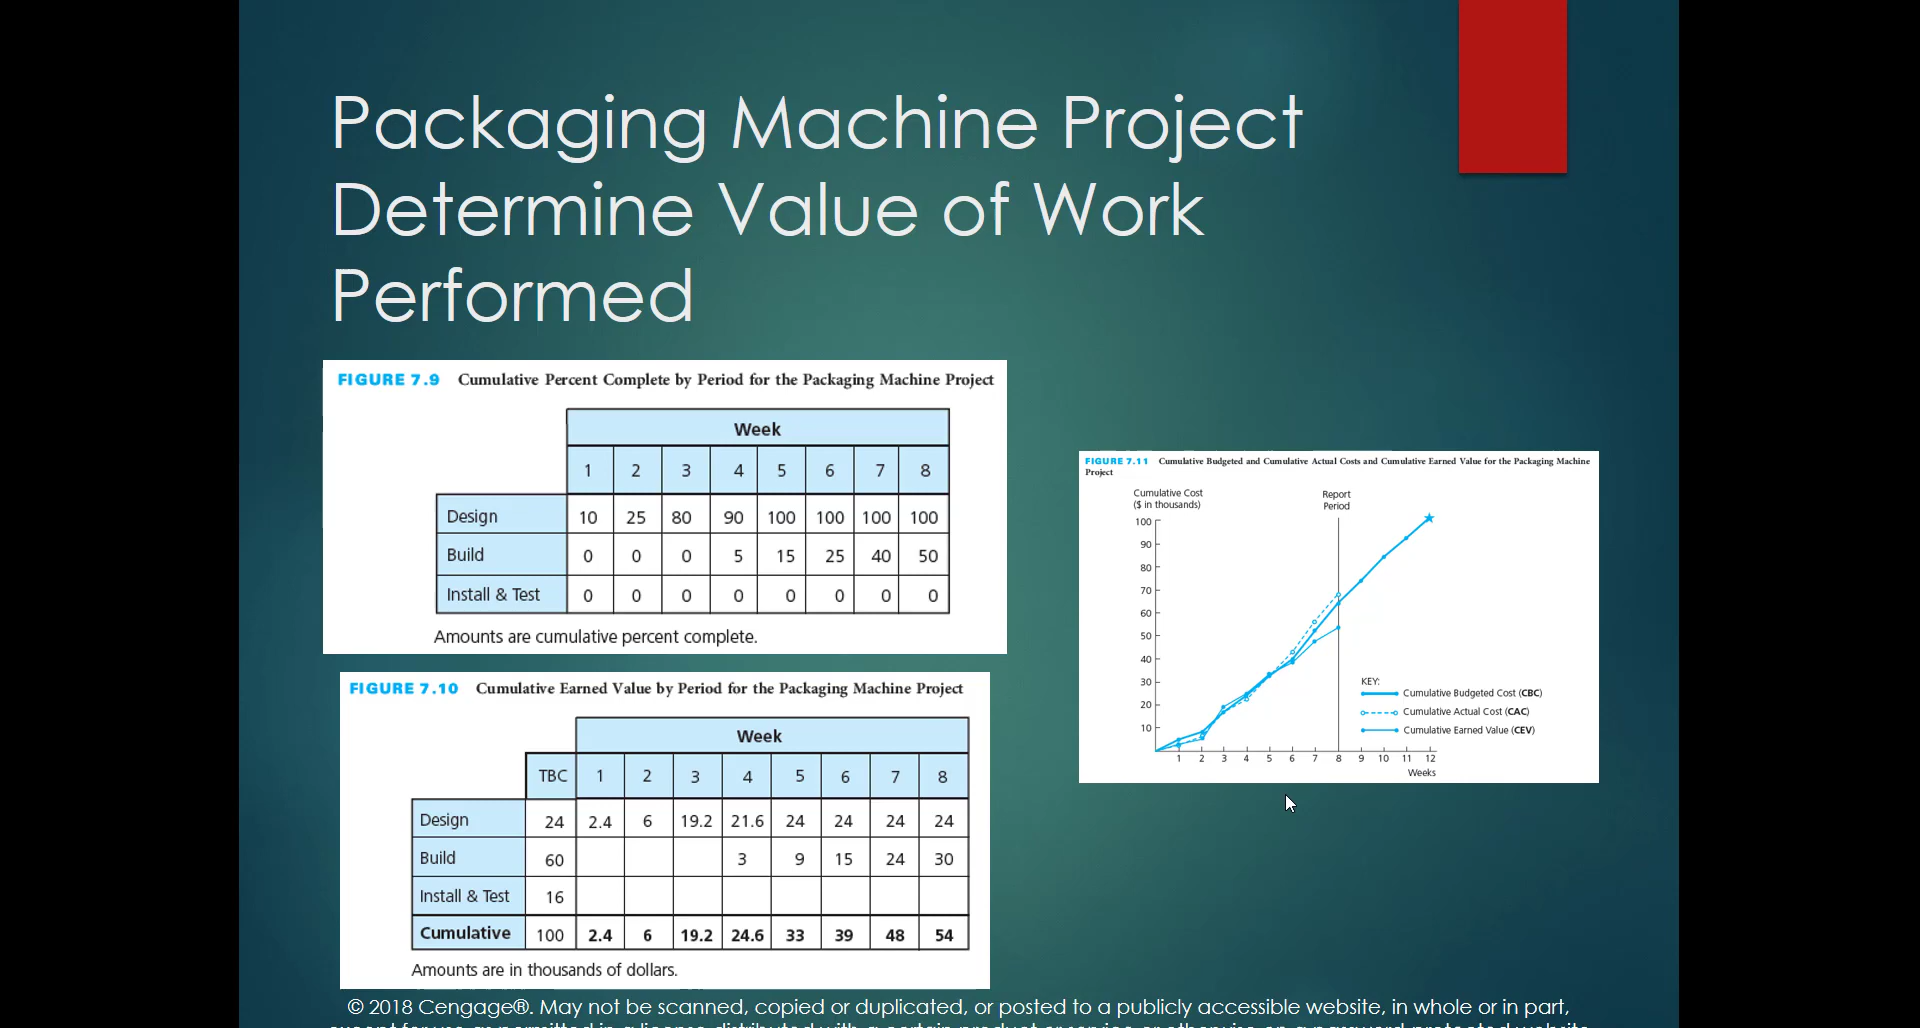 Packaging Machine Project
Determine Value of Work
Performed
FIGURE 7.9 Cumulative Percent Complete by Period for the Packaging Machine Project
Week
1 2 3 4 5 6 7 8
Design 10 25 80 90 100 100 100 100
Build 0 0 0 5 15 25 40 50
Install & Test 0 0 0 0 0 0 0 0
Amounts are cumulative percent complete.
FIGURE 7.10 Cumulative Earned Value by Period for the Packaging Machine Project
Week
TBC 1 2 3 4 5 6 7 8
Design 24 2.4 6 19.2 21.6 24 24 24 24
Build 60 3 9 15 24 30
Install & Test 16
Cumulative 100 2.4 6 19.2 24.6 33 39 48 54
Amounts are in thousands of dollars.
FIGURE 7.11 Cumulative Budgeted and Cumulative Actual Costs and Cumulative Earned Value for the Packaging Machine
Project
Cumulative Cost
($ in thousands)
Report
Period
100
90
80
70
60
50
40
30
20
10
KEY:
Cumulative Budgeted Cost (CBC)
Cumulative Actual Cost (CAC)
Cumulative Earned Value (CEV)
1 2 3 4 5 6 7 8 9 10 11 12
Weeks
© 2018 Cengage®. May not be scanned, copied or duplicated, or posted to a publicly accessible website, in whole or in part,